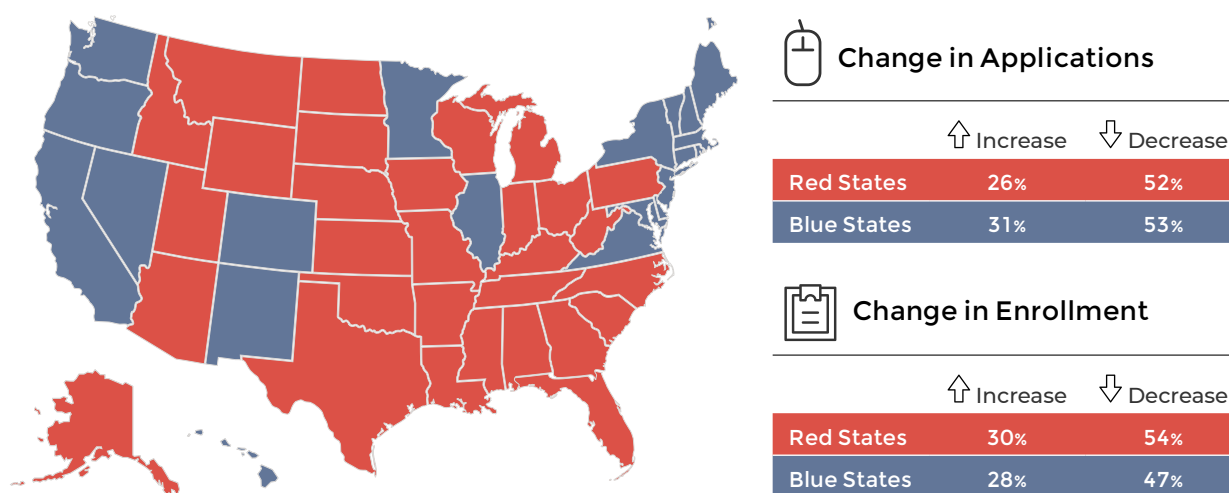 Change in Applications
Increase Decrease
Red States 26% 52%
Blue States 31% 53%
Change in Enrollment
Increase Decrease
Red States 30% 54%
Blue States 28% 47%